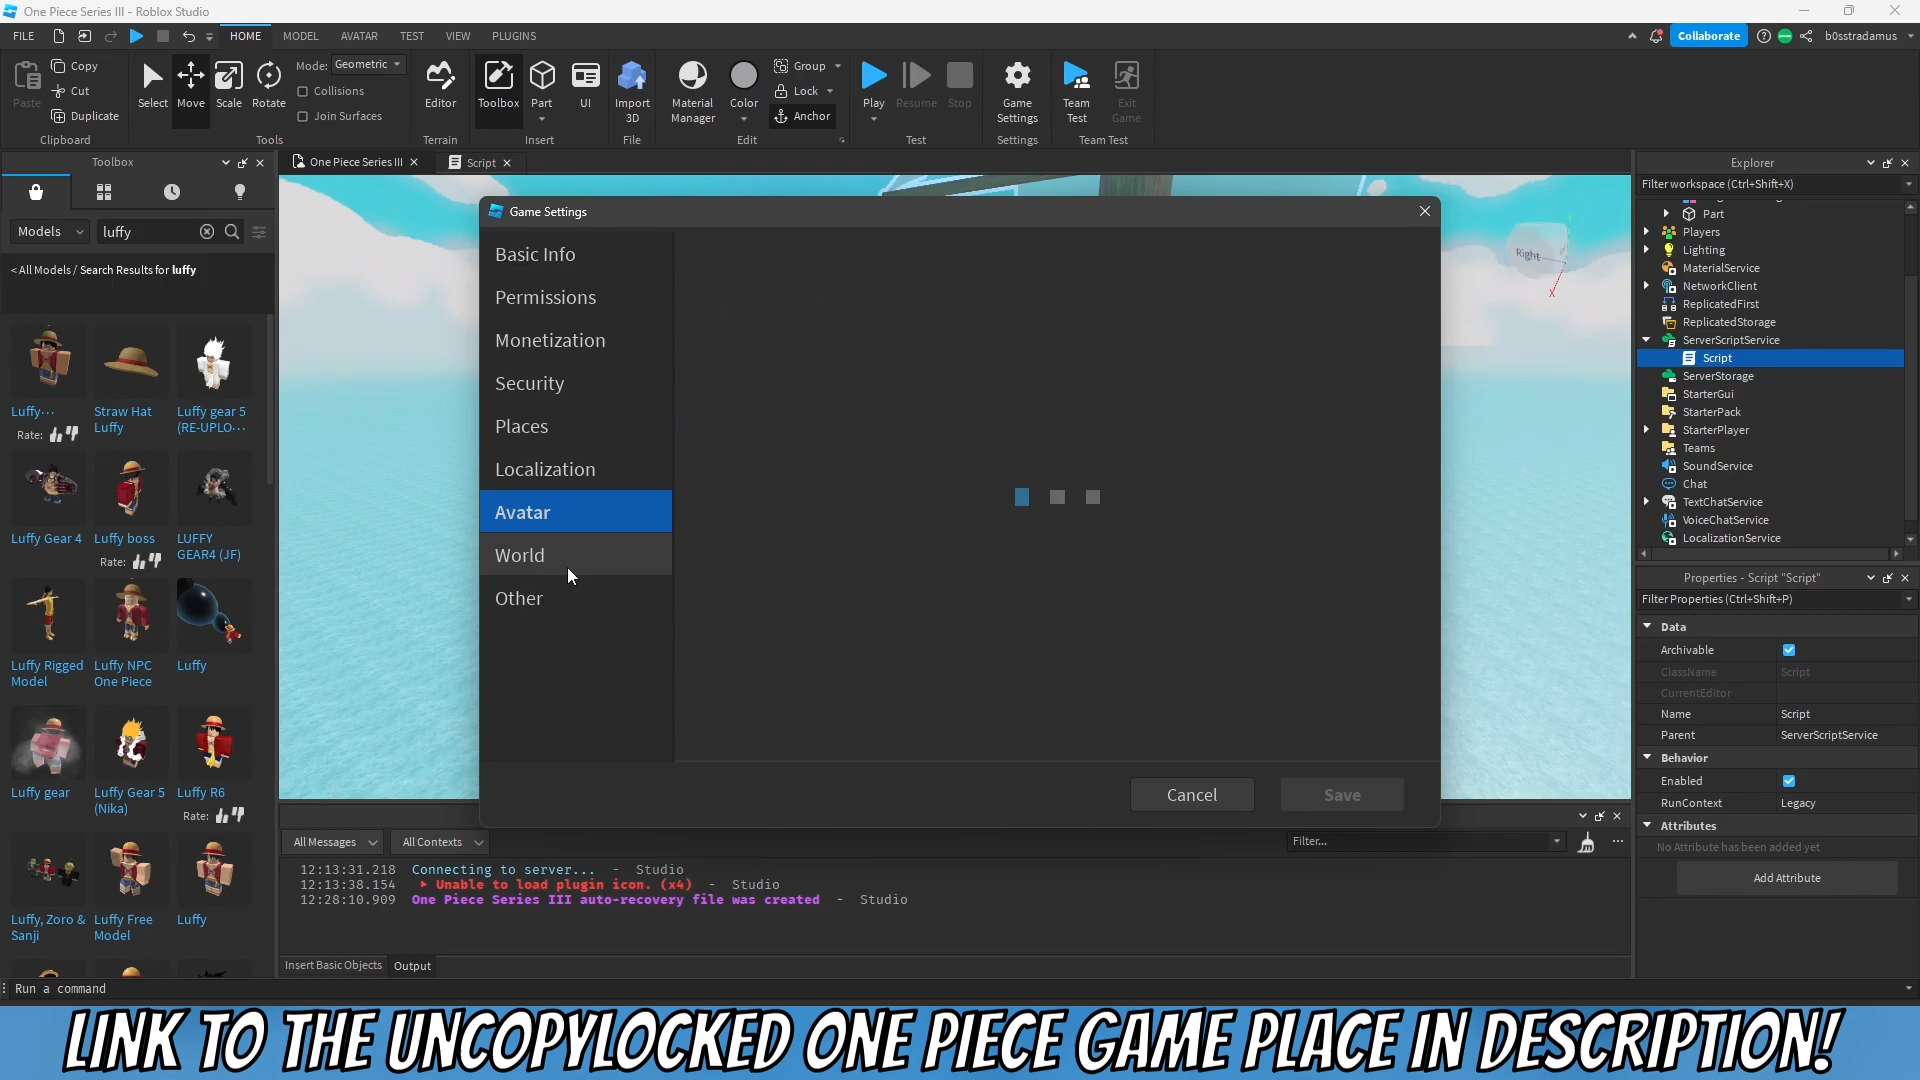 One Piece Series III - Roblox Studio
FILE
HOME
MODEL
AVATAR
TEST
VIEW
PLUGINS
Collaborate
b0sstradamus
Paste
Copy
Cut
Duplicate
Clipboard
Select
Move
Scale
Rotate
Mode: Geometric
Collisions
Join Surfaces
Tools
Editor
Terrain
Toolbox
Part
UI
Insert
Import
3D
File
Material
Manager
Color
Group
Lock
Anchor
Edit
Play
Resume
Stop
Test
Game
Settings
Settings
Team
Test
Exit
Game
Team Test
Toolbox
One Piece Series III
Script
Models
luffy
< All Models / Search Results for luffy
Luffy···
Rate:
Straw Hat
Luffy
Luffy gear 5
(RE-UPLO···
Luffy Gear 4
Luffy boss
Rate:
LUFFY
GEAR4 (JF)
Luffy Rigged
Model
Luffy NPC
One Piece
Luffy
Luffy gear
Luffy Gear 5
(Nika)
Luffy R6
Rate:
Luffy, Zoro &
Sanji
Luffy Free
Model
Luffy
Right
X
Game Settings
Basic Info
Permissions
Monetization
Security
Places
Localization
Avatar
World
Other
Cancel
Save
All Messages
All Contexts
Filter...
12:13:31.218 Connecting to server... - Studio
12:13:38.154 Unable to load plugin icon. (x4) - Studio
12:28:10.909 One Piece Series III auto-recovery file was created - Studio
Insert Basic Objects
Output
Run a command
Explorer
Filter workspace (Ctrl+Shift+X)
Part
Players
Lighting
MaterialService
NetworkClient
ReplicatedFirst
ReplicatedStorage
ServerScriptService
Script
ServerStorage
StarterGui
StarterPack
StarterPlayer
Teams
SoundService
Chat
TextChatService
VoiceChatService
LocalizationService
Properties - Script "Script"
Filter Properties (Ctrl+Shift+P)
Data
Archivable
ClassName Script
CurrentEditor
Name Script
Parent ServerScriptService
Behavior
Enabled
RunContext Legacy
Attributes
No Attribute has been added yet
Add Attribute
LINK TO THE UNCOPYLOCKED ONE PIECE GAME PLACE IN DESCRIPTION!